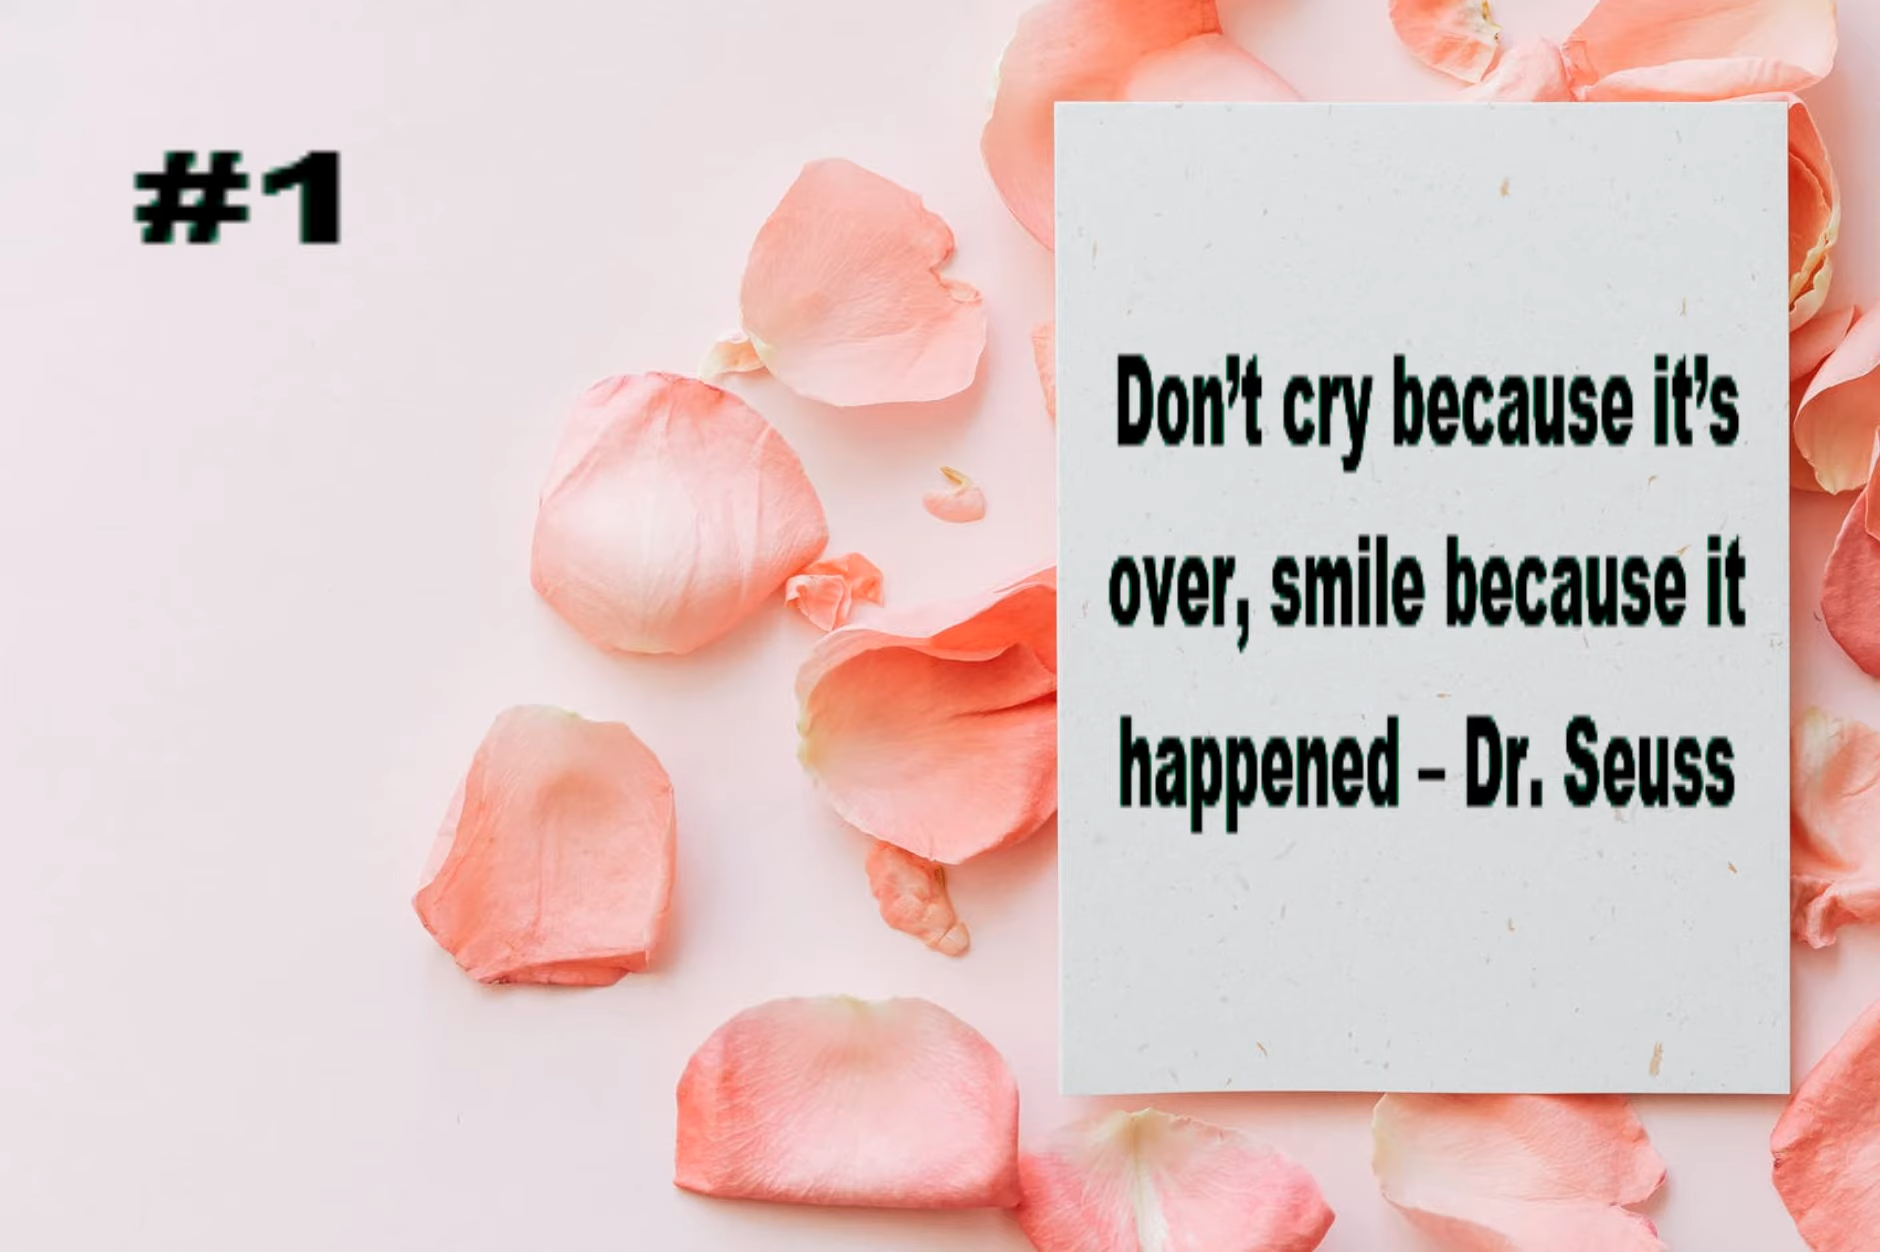 #1
Don’t cry because it’s
over, smile because it
happened – Dr. Seuss